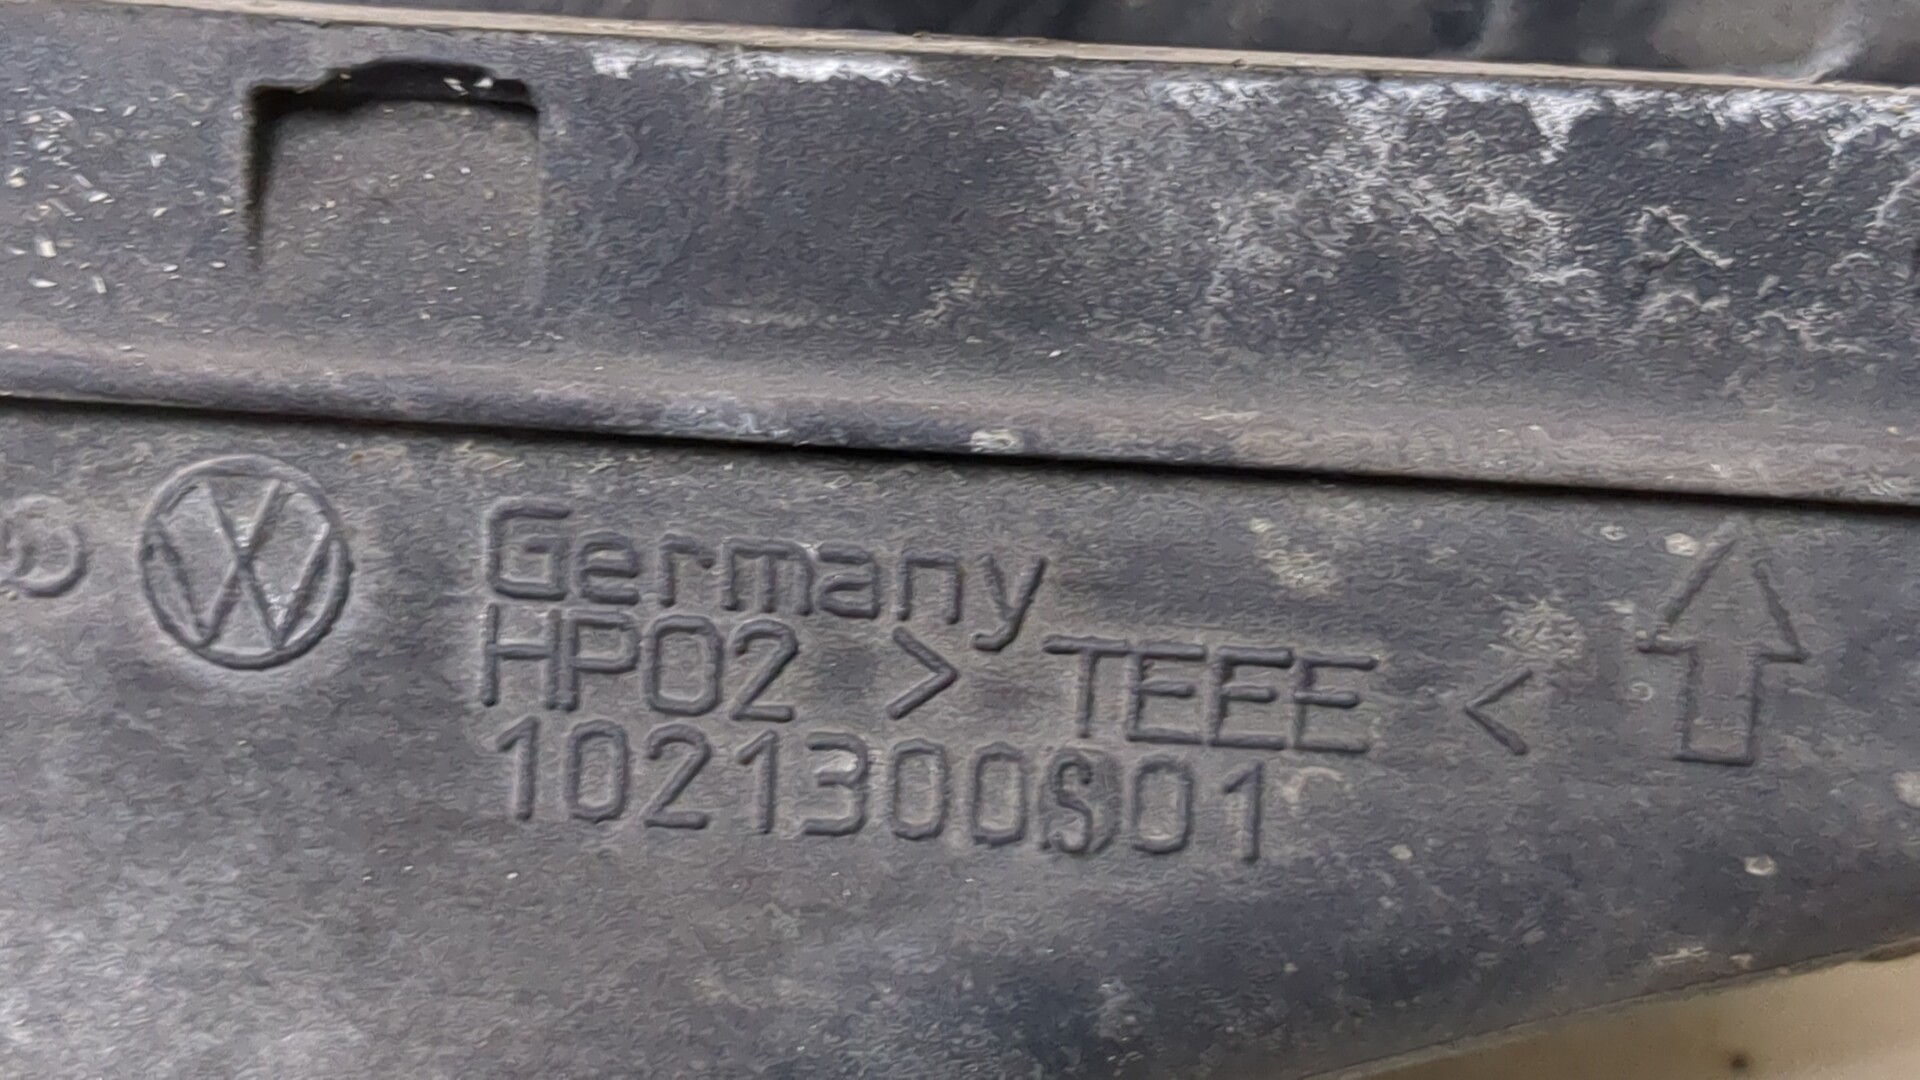 Germany
HP02 > TEEE <
1021300S01